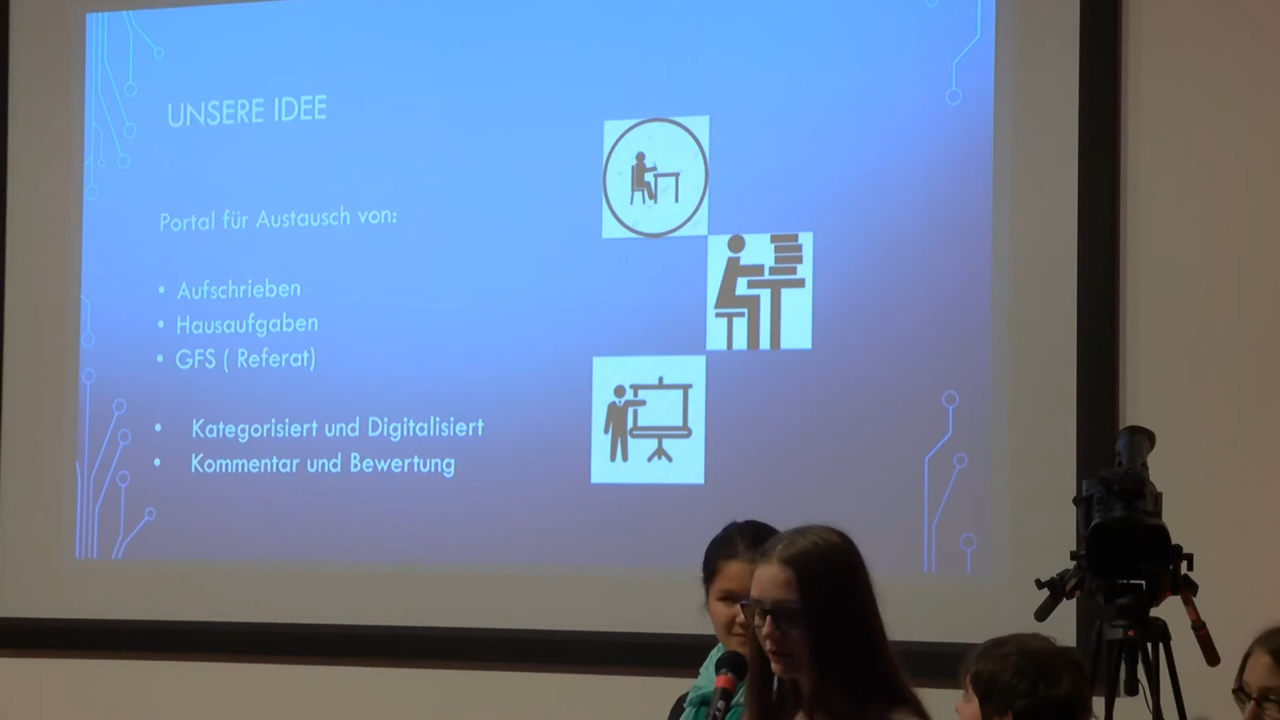 UNSERE IDEE
Portal für Austausch von:
• Aufschrieben
• Hausaufgaben
• GFS ( Referat)
• Kategorisiert und Digitalisiert
• Kommentar und Bewertung